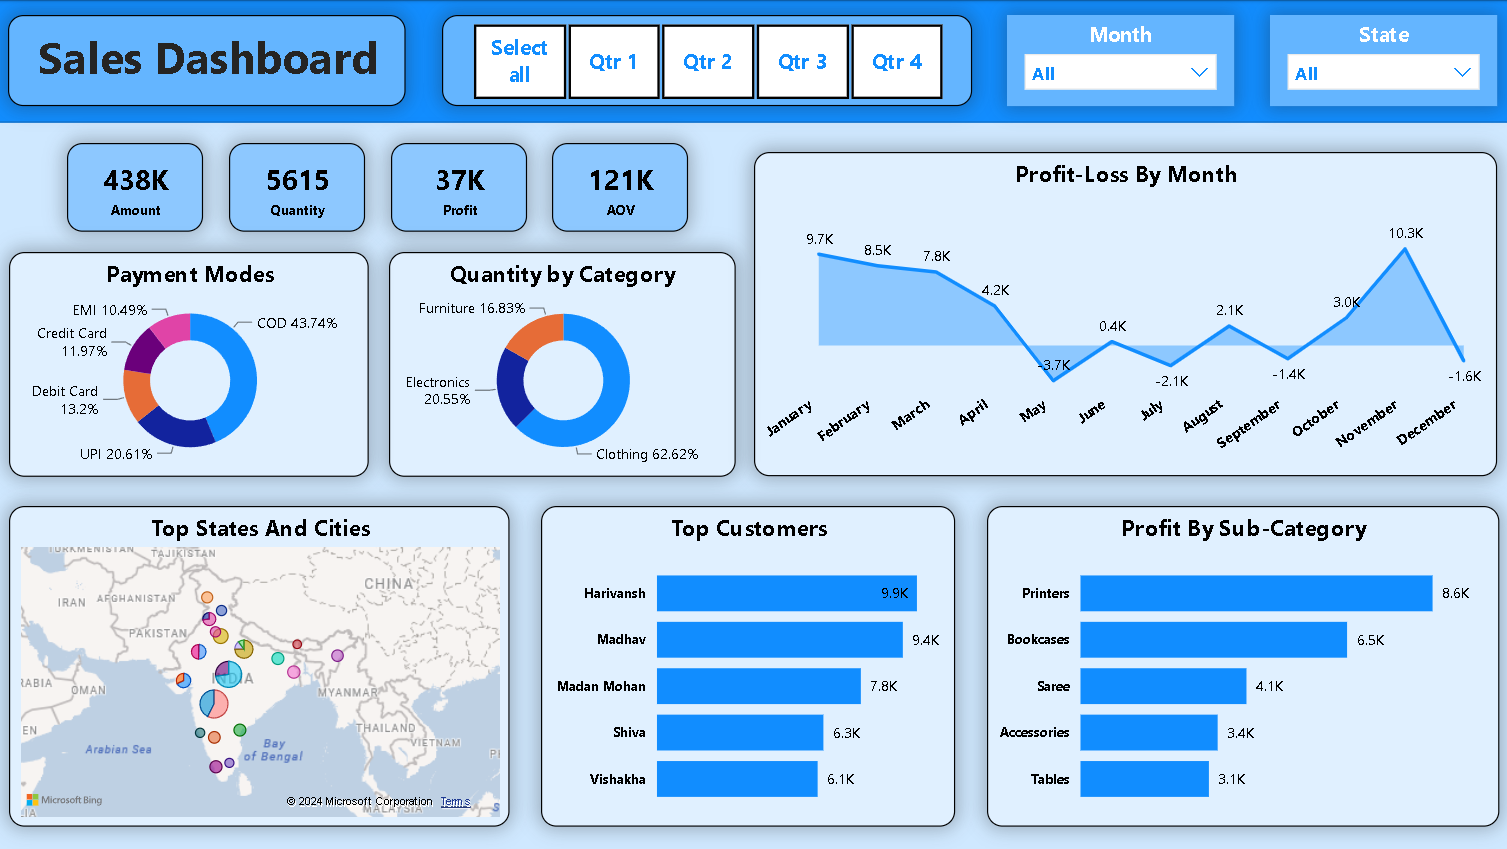 Sales Dashboard
Select
all
Qtr 1
Qtr 2
Qtr 3
Qtr 4
Month
All
State
All
438K
Amount
5615
Quantity
37K
Profit
121K
AOV
Profit-Loss By Month
9.7K
8.5K
7.8K
4.2K
-3.7K
0.4K
-2.1K
2.1K
-1.4K
3.0K
10.3K
-1.6K
January
February
March
April
May
June
July
August
September
October
November
December
Payment Modes
EMI 10.49%
COD 43.74%
Credit Card
11.97%
Debit Card
13.2%
UPI 20.61%
Quantity by Category
Furniture 16.83%
Electronics
20.55%
Clothing 62.62%
Top States And Cities
TURKMENISTAN
TAJIKISTAN
CHINA
IRAN
AFGHANISTAN
PAKISTAN
OMAN
INDIA
MYANMAR
THAILAND
VIETNAM
Arabian Sea
Bay
of Bengal
MALAYSIA
Microsoft Bing
© 2024 Microsoft Corporation
Terms
Top Customers
Harivansh
9.9K
Madhav
9.4K
Madan Mohan
7.8K
Shiva
6.3K
Vishakha
6.1K
Profit By Sub-Category
Printers
8.6K
Bookcases
6.5K
Saree
4.1K
Accessories
3.4K
Tables
3.1K